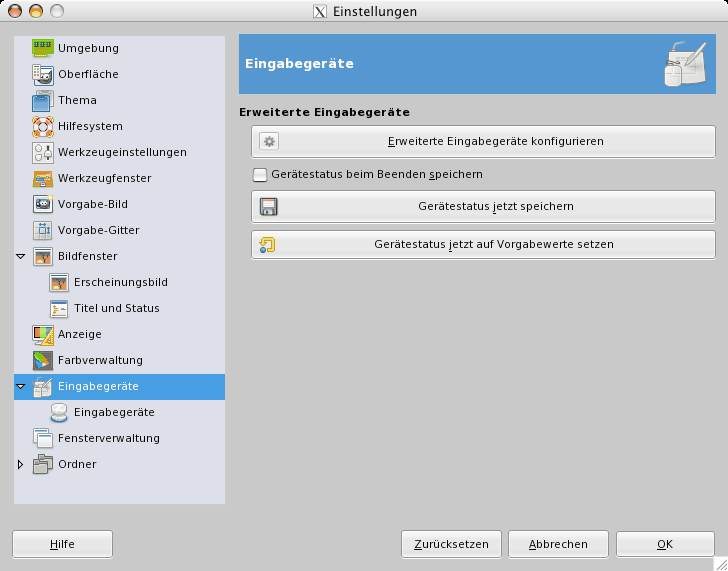 Einstellungen
Umgebung
Oberfläche
Thema
Hilfesystem
Werkzeugeinstellungen
Werkzeugfenster
Vorgabe-Bild
Vorgabe-Gitter
Bildfenster
Erscheinungsbild
Titel und Status
Anzeige
Farbverwaltung
Eingabegeräte
Eingabegeräte
Fensterverwaltung
Ordner
Eingabegeräte
Erweiterte Eingabegeräte
Erweiterte Eingabegeräte konfigurieren
Gerätestatus beim Beenden speichern
Gerätestatus jetzt speichern
Gerätestatus jetzt auf Vorgabewerte setzen
Hilfe
Zurücksetzen
Abbrechen
OK